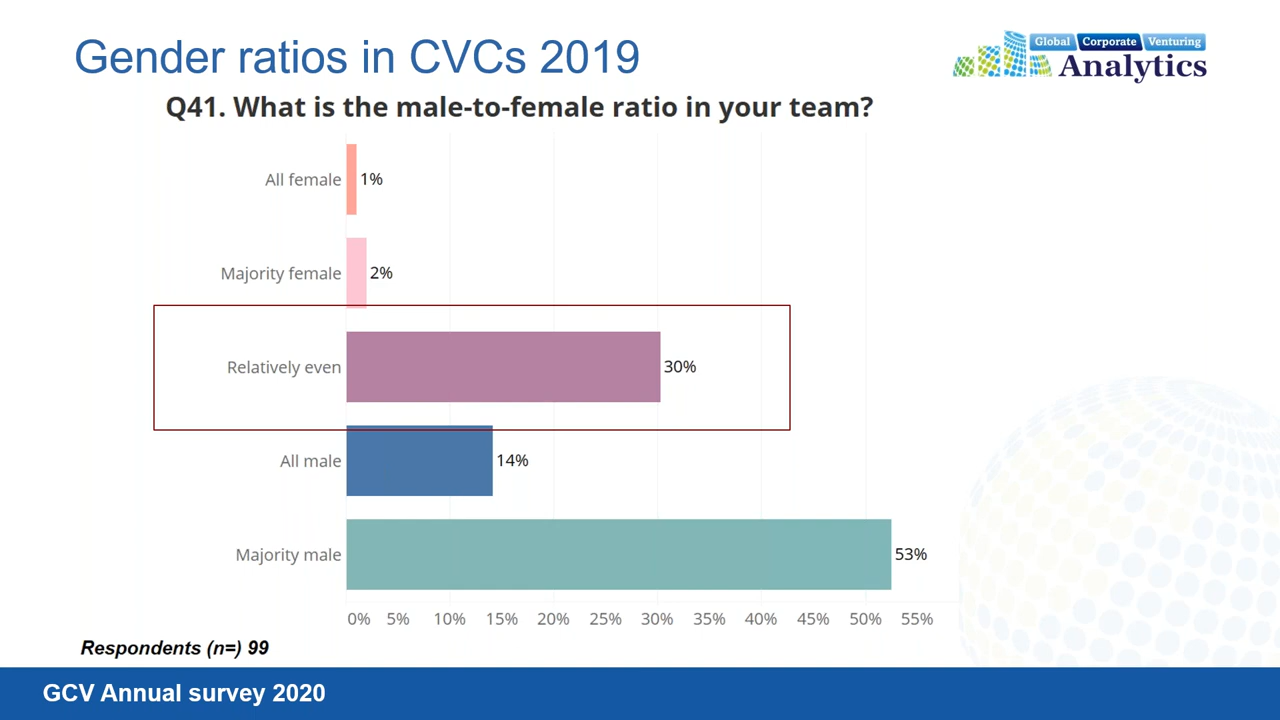 Gender ratios in CVCs 2019
Global Corporate Venturing
Analytics
Q41. What is the male-to-female ratio in your team?
All female 1%
Majority female 2%
Relatively even 30%
All male 14%
Majority male 53%
0% 5% 10% 15% 20% 25% 30% 35% 40% 45% 50% 55%
Respondents (n=) 99
GCV Annual survey 2020